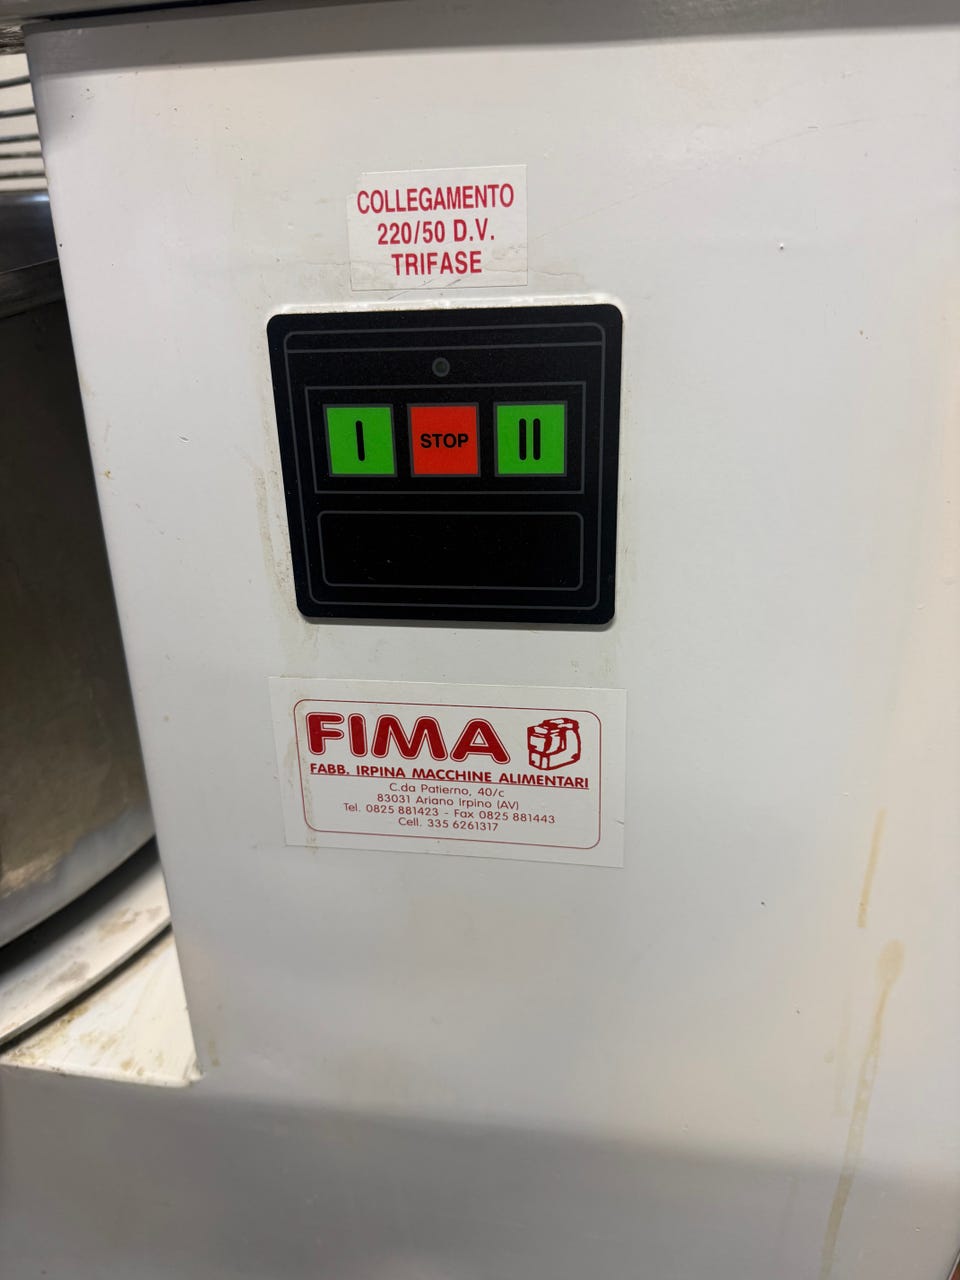 COLLEGAMENTO
220/50 D.V.
TRIFASE
I STOP II
FIMA
FABB. IRPINA MACCHINE ALIMENTARI
C.da Patierno, 40/c
83031 Ariano Irpino (AV)
Tel. 0825 881423 - Fax 0825 881443
Cell. 335 6261317